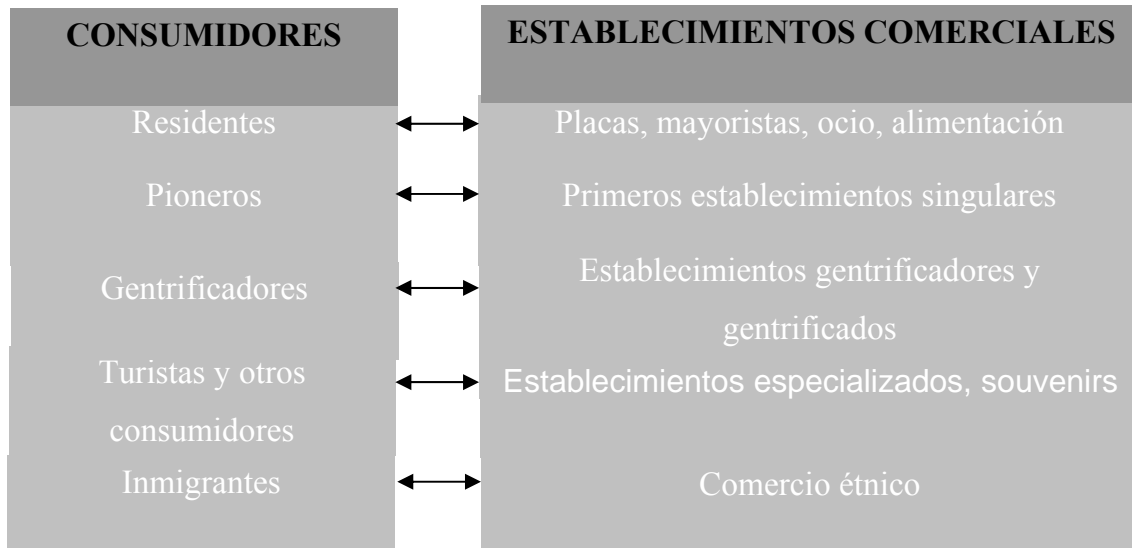 CONSUMIDORES
ESTABLECIMIENTOS COMERCIALES
Residentes
Placas, mayoristas, ocio, alimentación
Pioneros
Primeros establecimientos singulares
Gentrificadores
Establecimientos gentrificadores y
gentrificados
Turistas y otros
consumidores
Establecimientos especializados, souvenirs
Inmigrantes
Comercio étnico